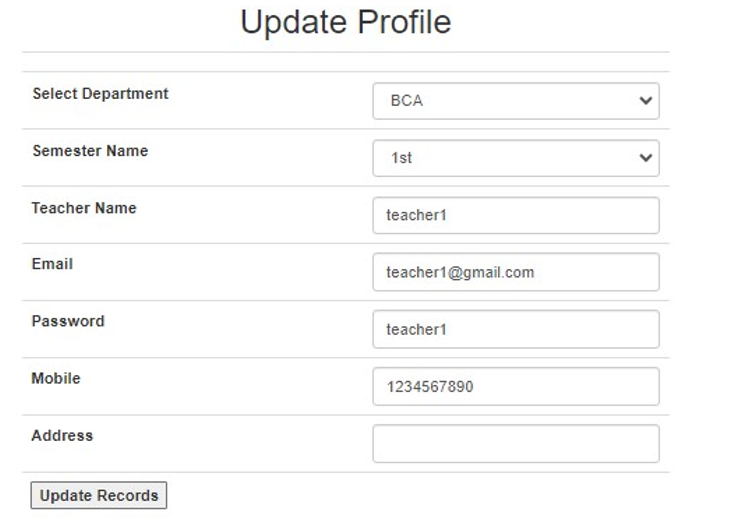 Update Profile
Select Department BCA
Semester Name 1st
Teacher Name teacher1
Email teacher1@gmail.com
Password teacher1
Mobile 1234567890
Address
Update Records